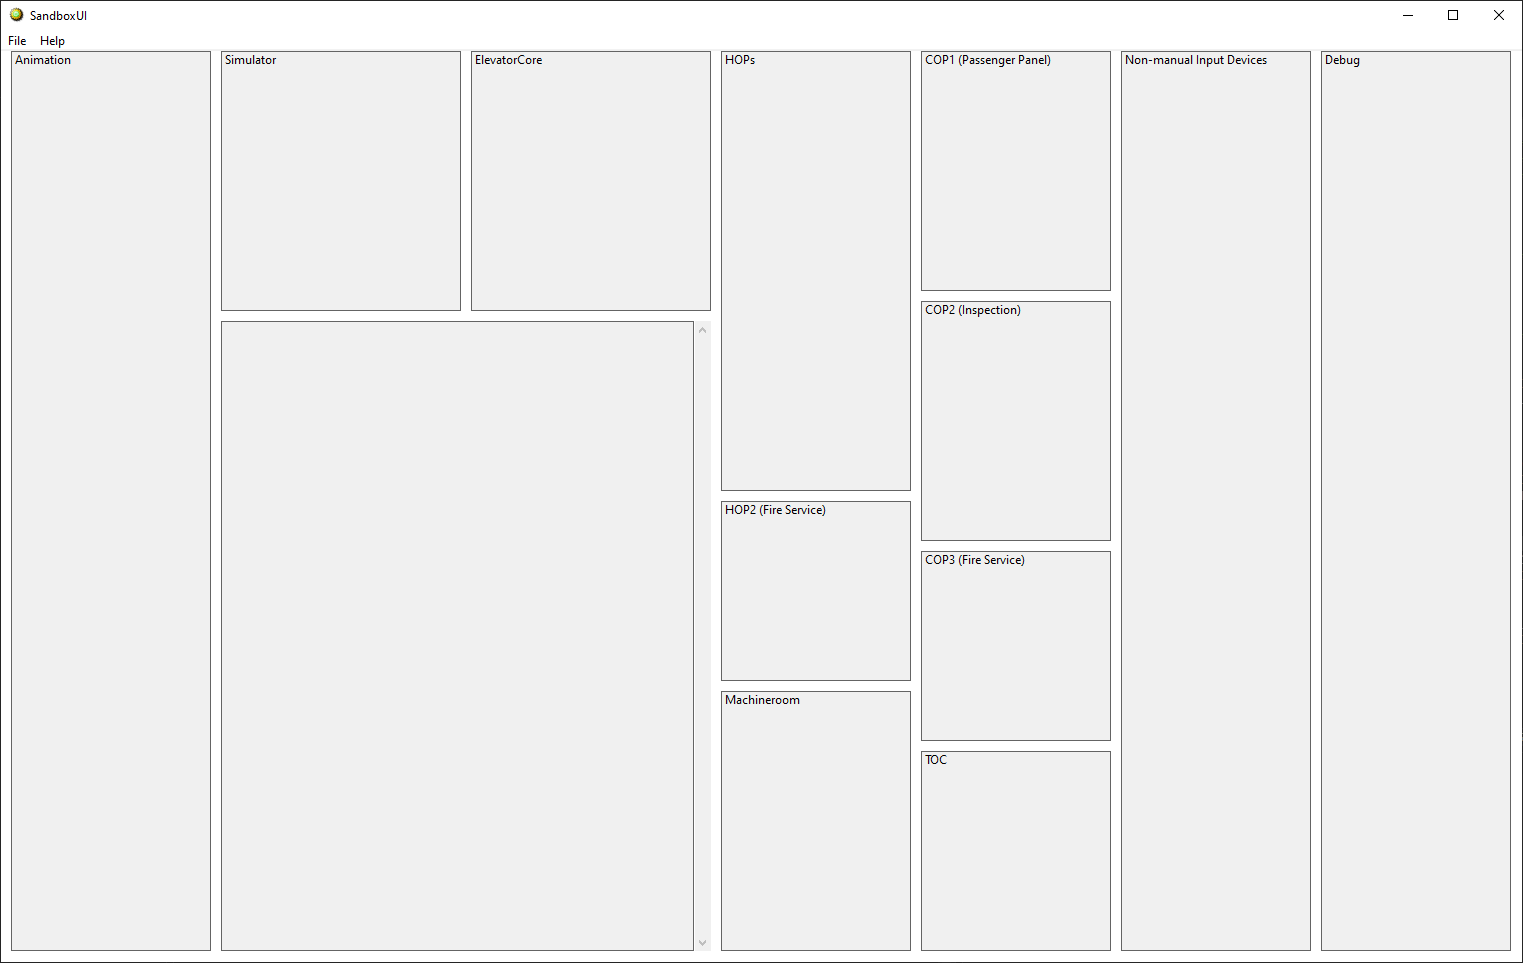 SandboxUI
File Help
Animation
Simulator
ElevatorCore
HOPs
COP1 (Passenger Panel)
Non-manual Input Devices
Debug
COP2 (Inspection)
HOP2 (Fire Service)
COP3 (Fire Service)
Machineroom
TOC